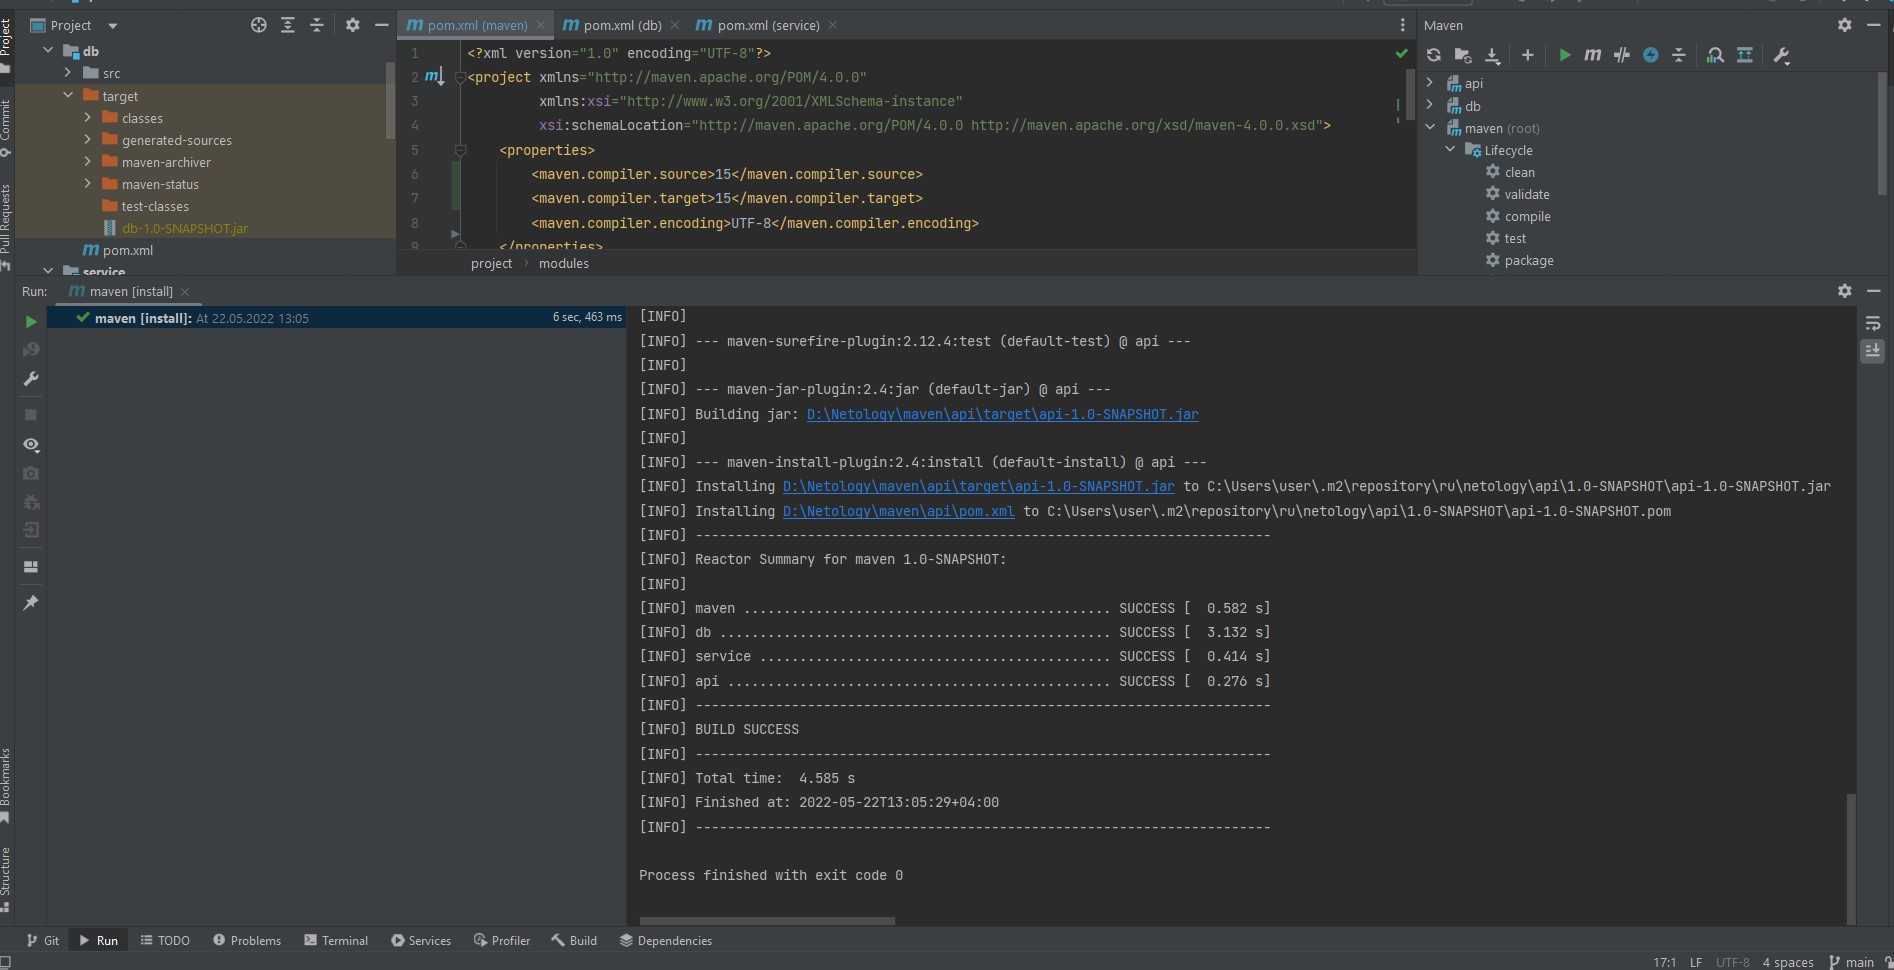 Project
db
src
target
classes
generated-sources
maven-archiver
maven-status
test-classes
db-1.0-SNAPSHOT.jar
pom.xml
service
Project
Commit
Pull Requests
Bookmarks
Structure
pom.xml (maven)
pom.xml (db)
pom.xml (service)
1 <?xml version="1.0" encoding="UTF-8"?>
2 <project xmlns="http://maven.apache.org/POM/4.0.0"
3 xmlns:xsi="http://www.w3.org/2001/XMLSchema-instance"
4 xsi:schemaLocation="http://maven.apache.org/POM/4.0.0 http://maven.apache.org/xsd/maven-4.0.0.xsd">
5 <properties>
6 <maven.compiler.source>15</maven.compiler.source>
7 <maven.compiler.target>15</maven.compiler.target>
8 <maven.compiler.encoding>UTF-8</maven.compiler.encoding>
9 </properties>
project › modules
Maven
api
db
maven (root)
Lifecycle
clean
validate
compile
test
package
Run: maven [install]
maven [install]: At 22.05.2022 13:05 6 sec, 463 ms
[INFO]
[INFO] --- maven-surefire-plugin:2.12.4:test (default-test) @ api ---
[INFO]
[INFO] --- maven-jar-plugin:2.4:jar (default-jar) @ api ---
[INFO] Building jar: D:\Netology\maven\api\target\api-1.0-SNAPSHOT.jar
[INFO]
[INFO] --- maven-install-plugin:2.4:install (default-install) @ api ---
[INFO] Installing D:\Netology\maven\api\target\api-1.0-SNAPSHOT.jar to C:\Users\user\.m2\repository\ru\netology\api\1.0-SNAPSHOT\api-1.0-SNAPSHOT.jar
[INFO] Installing D:\Netology\maven\api\pom.xml to C:\Users\user\.m2\repository\ru\netology\api\1.0-SNAPSHOT\api-1.0-SNAPSHOT.pom
[INFO] ------------------------------------------------------------------------
[INFO] Reactor Summary for maven 1.0-SNAPSHOT:
[INFO]
[INFO] maven .............................................. SUCCESS [  0.582 s]
[INFO] db ................................................. SUCCESS [  3.132 s]
[INFO] service ............................................ SUCCESS [  0.414 s]
[INFO] api ................................................ SUCCESS [  0.276 s]
[INFO] ------------------------------------------------------------------------
[INFO] BUILD SUCCESS
[INFO] ------------------------------------------------------------------------
[INFO] Total time:  4.585 s
[INFO] Finished at: 2022-05-22T13:05:29+04:00
[INFO] ------------------------------------------------------------------------
Process finished with exit code 0
Git Run TODO Problems Terminal Services Profiler Build Dependencies
17:1 LF UTF-8 4 spaces main